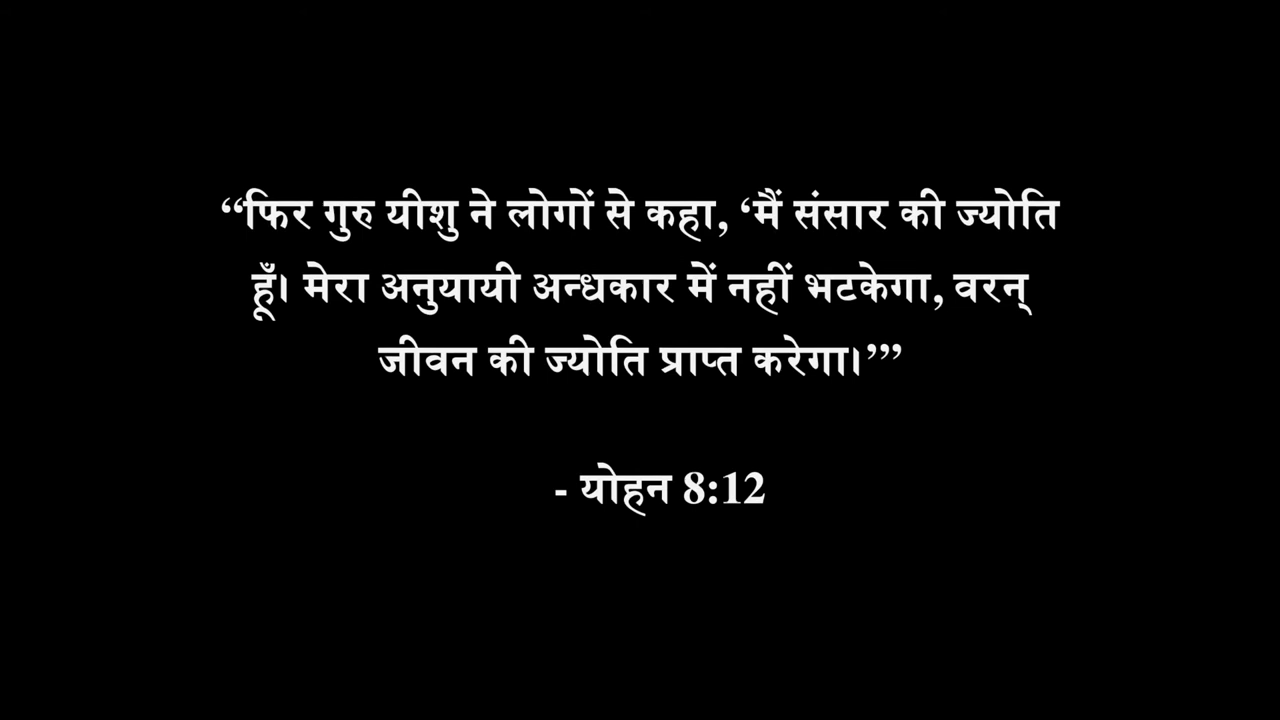 “फिर गुरु यीशु ने लोगों से कहा, ‘मैं संसार की ज्योति
हूँ। मेरा अनुयायी अन्धकार में नहीं भटकेगा, वरन्
जीवन की ज्योति प्राप्त करेगा।’”
- योहन 8:12